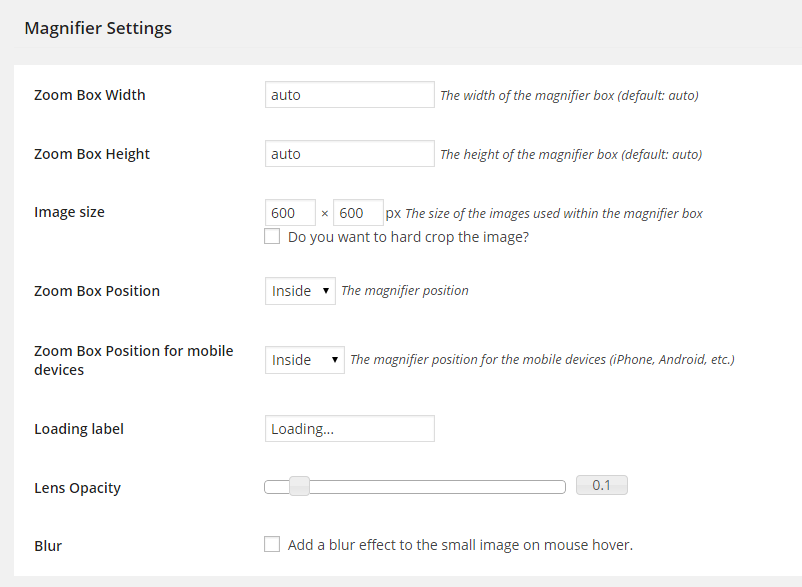 Magnifier Settings
Zoom Box Width auto The width of the magnifier box (default: auto)
Zoom Box Height auto The height of the magnifier box (default: auto)
Image size 600 × 600 px The size of the images used within the magnifier box
Do you want to hard crop the image?
Zoom Box Position Inside The magnifier position
Zoom Box Position for mobile
devices Inside The magnifier position for the mobile devices (iPhone, Android, etc.)
Loading label Loading...
Lens Opacity 0.1
Blur Add a blur effect to the small image on mouse hover.